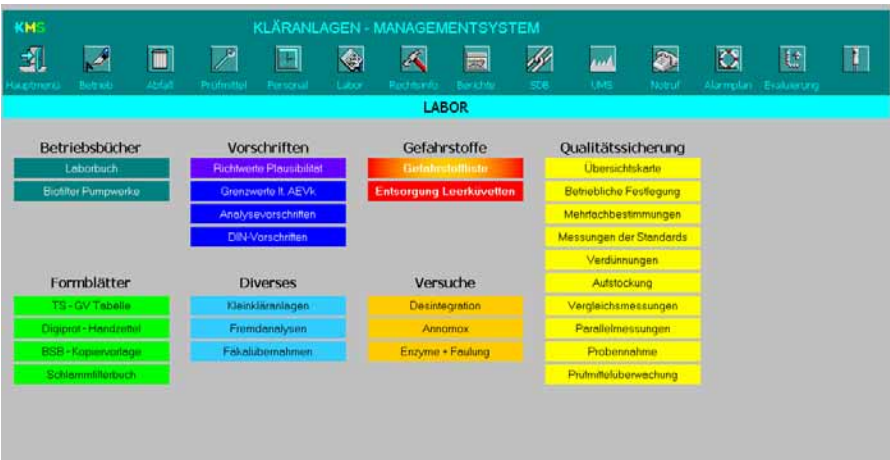 KMS
KLÄRANLAGEN - MANAGEMENTSYSTEM
Hauptmenü Betrieb Abfall Prüfmittel Personal Labor Rechtsinfo Berichte SDB UMS Notruf Alarmplan Evaluierung
LABOR
Betriebsbücher
Laborbuch
Biofilter Pumpwerke
Vorschriften
Richtwerte Plausibilität
Grenzwerte lt. AEVk
Analysevorschriften
DIN-Vorschriften
Gefahrstoffe
Gefahrstoffliste
Entsorgung Leerküvetten
Qualitätssicherung
Übersichtskarte
Betriebliche Festlegung
Mehrfachbestimmungen
Messungen der Standards
Verdünnungen
Aufstockung
Vergleichsmessungen
Parallelmessungen
Probennahme
Prüfmittelüberwachung
Formblätter
TS - GV Tabelle
Digiprot - Handzettel
BSB - Kopiervorlage
Schlammfilterbuch
Diverses
Kleinkläranlagen
Fremdanalysen
Fäkalübernahmen
Versuche
Desintegration
Annomox
Enzyme + Faulung